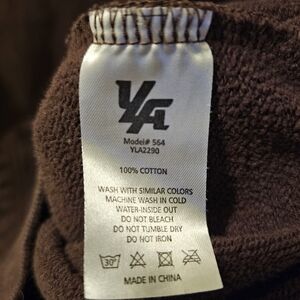 YA
Model# 564
YLA2290
100% COTTON
WASH WITH SIMILAR COLORS
MACHINE WASH IN COLD
WATER-INSIDE OUT
DO NOT BLEACH
DO NOT TUMBLE DRY
DO NOT IRON
30°
MADE IN CHINA